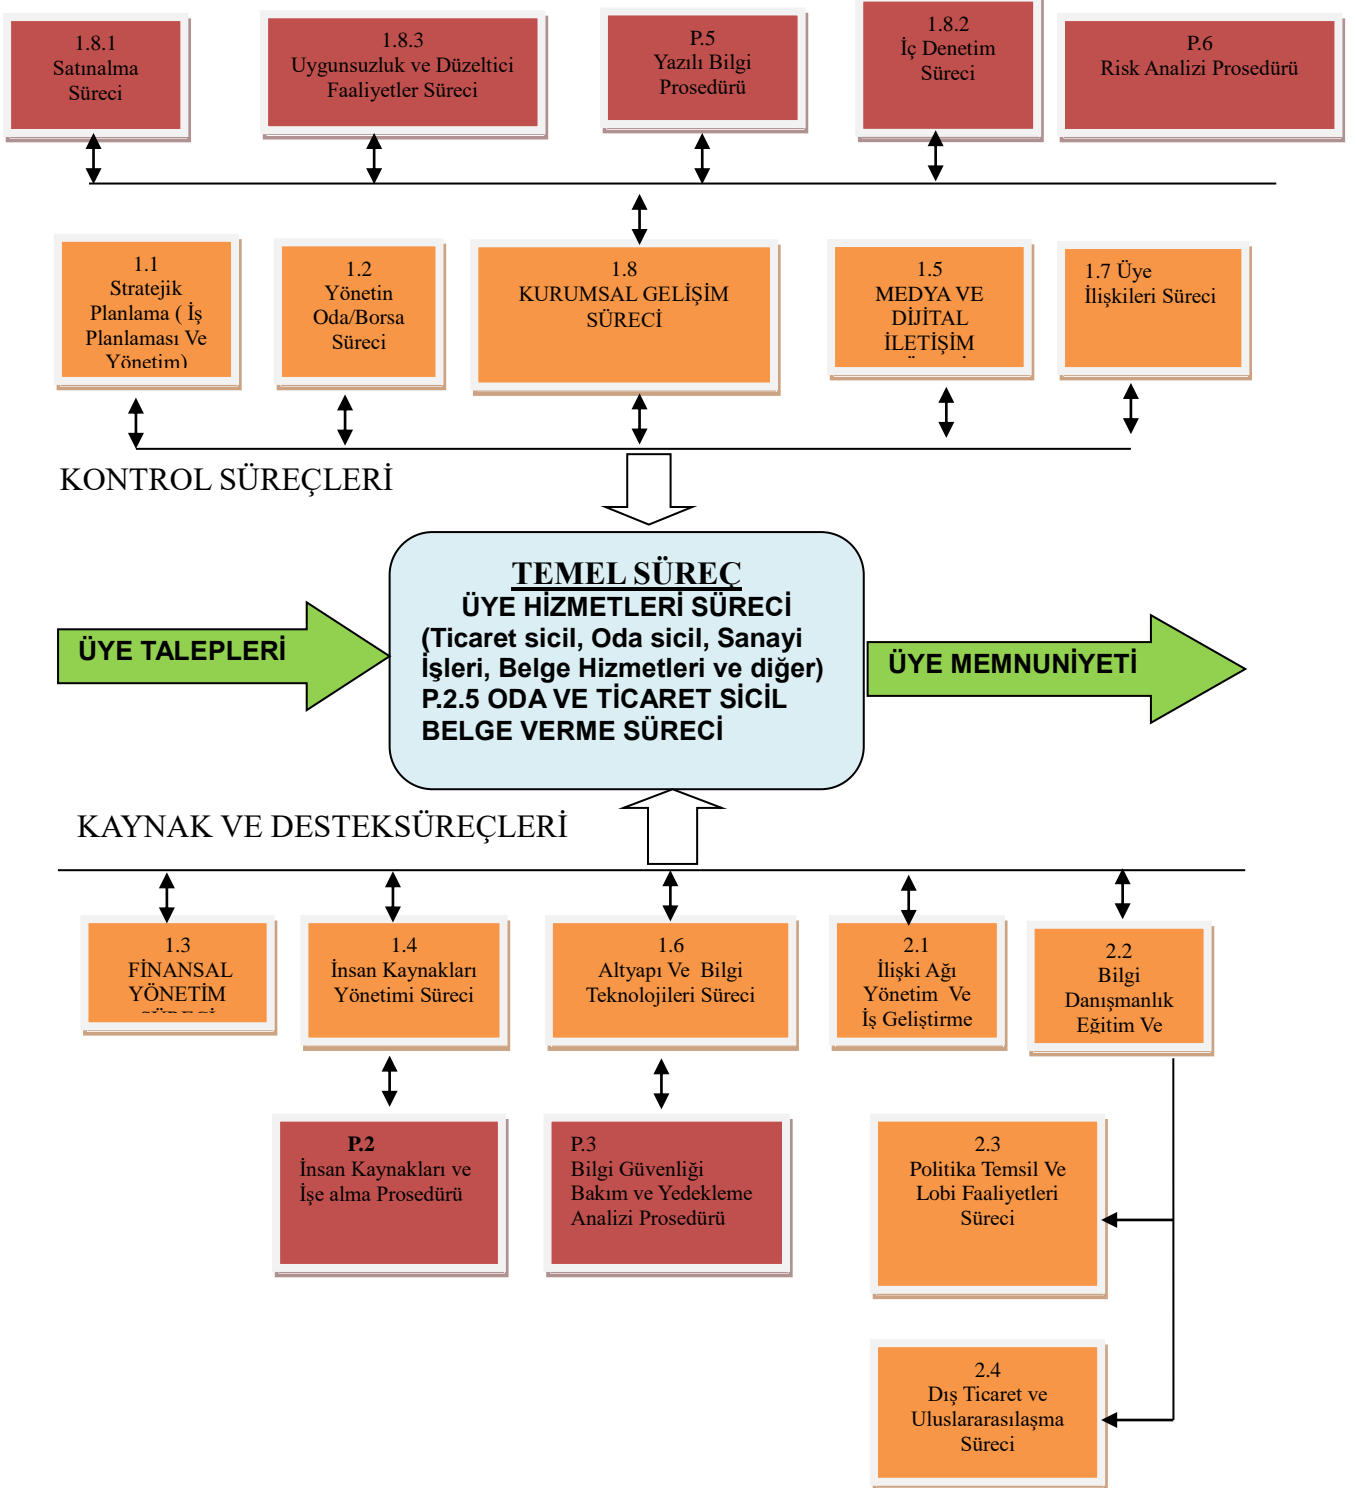 1.8.1
Satınalma
Süreci
1.8.3
Uygunsuzluk ve Düzeltici
Faaliyetler Süreci
P.5
Yazılı Bilgi
Prosedürü
1.8.2
İç Denetim
Süreci
P.6
Risk Analizi Prosedürü
1.1
Stratejik
Planlama ( İş
Planlaması Ve
Yönetim)
1.2
Yönetin
Oda/Borsa
Süreci
1.8
KURUMSAL GELİŞİM
SÜRECİ
1.5
MEDYA VE
DİJİTAL
İLETİŞİM
1.7 Üye
İlişkileri Süreci
KONTROL SÜREÇLERİ
TEMEL SÜREÇ
ÜYE HİZMETLERİ SÜRECİ
(Ticaret sicil, Oda sicil, Sanayi
İşleri, Belge Hizmetleri ve diğer)
P.2.5 ODA VE TİCARET SİCİL
BELGE VERME SÜRECİ
ÜYE TALEPLERİ
ÜYE MEMNUNİYETİ
KAYNAK VE DESTEKSÜREÇLERİ
1.3
FİNANSAL
YÖNETİM
1.4
İnsan Kaynakları
Yönetimi Süreci
1.6
Altyapı Ve  Bilgi
Teknolojileri Süreci
2.1
İlişki Ağı
Yönetim  Ve
İş Geliştirme
2.2
Bilgi
Danışmanlık
Eğitim Ve
P.2
İnsan Kaynakları ve
İşe alma Prosedürü
P.3
Bilgi Güvenliği
Bakım ve Yedekleme
Analizi Prosedürü
2.3
Politika Temsil Ve
Lobi Faaliyetleri
Süreci
2.4
Dış Ticaret ve
Uluslararasılaşma
Süreci